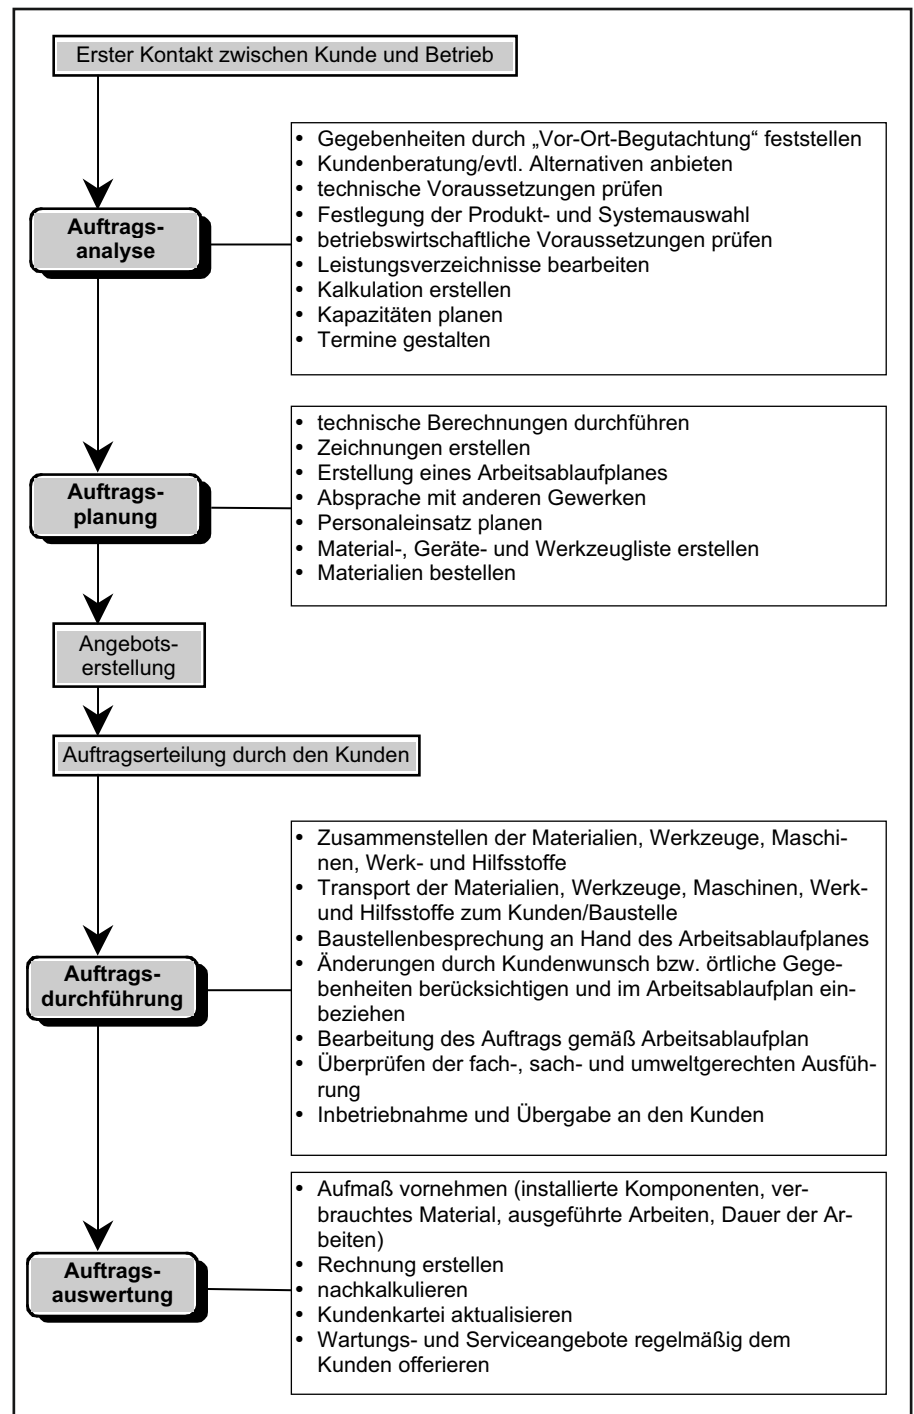 Erster Kontakt zwischen Kunde und Betrieb
• Gegebenheiten durch „Vor-Ort-Begutachtung“ feststellen
• Kundenberatung/evtl. Alternativen anbieten
• technische Voraussetzungen prüfen
• Festlegung der Produkt- und Systemauswahl
• betriebswirtschaftliche Voraussetzungen prüfen
• Leistungsverzeichnisse bearbeiten
• Kalkulation erstellen
• Kapazitäten planen
• Termine gestalten
Auftrags-
analyse
• technische Berechnungen durchführen
• Zeichnungen erstellen
• Erstellung eines Arbeitsablaufplanes
• Absprache mit anderen Gewerken
• Personaleinsatz planen
• Material-, Geräte- und Werkzeugliste erstellen
• Materialien bestellen
Auftrags-
planung
Angebots-
erstellung
Auftragserteilung durch den Kunden
• Zusammenstellen der Materialien, Werkzeuge, Maschi-
nen, Werk- und Hilfsstoffe
• Transport der Materialien, Werkzeuge, Maschinen, Werk-
und Hilfsstoffe zum Kunden/Baustelle
• Baustellenbesprechung an Hand des Arbeitsablaufplanes
• Änderungen durch Kundenwunsch bzw. örtliche Gege-
benheiten berücksichtigen und im Arbeitsablaufplan ein-
beziehen
• Bearbeitung des Auftrags gemäß Arbeitsablaufplan
• Überprüfen der fach-, sach- und umweltgerechten Ausfüh-
rung
• Inbetriebnahme und Übergabe an den Kunden
Auftrags-
durchführung
• Aufmaß vornehmen (installierte Komponenten, ver-
brauchtes Material, ausgeführte Arbeiten, Dauer der Ar-
beiten)
• Rechnung erstellen
• nachkalkulieren
• Kundenkartei aktualisieren
• Wartungs- und Serviceangebote regelmäßig dem
Kunden offerieren
Auftrags-
auswertung